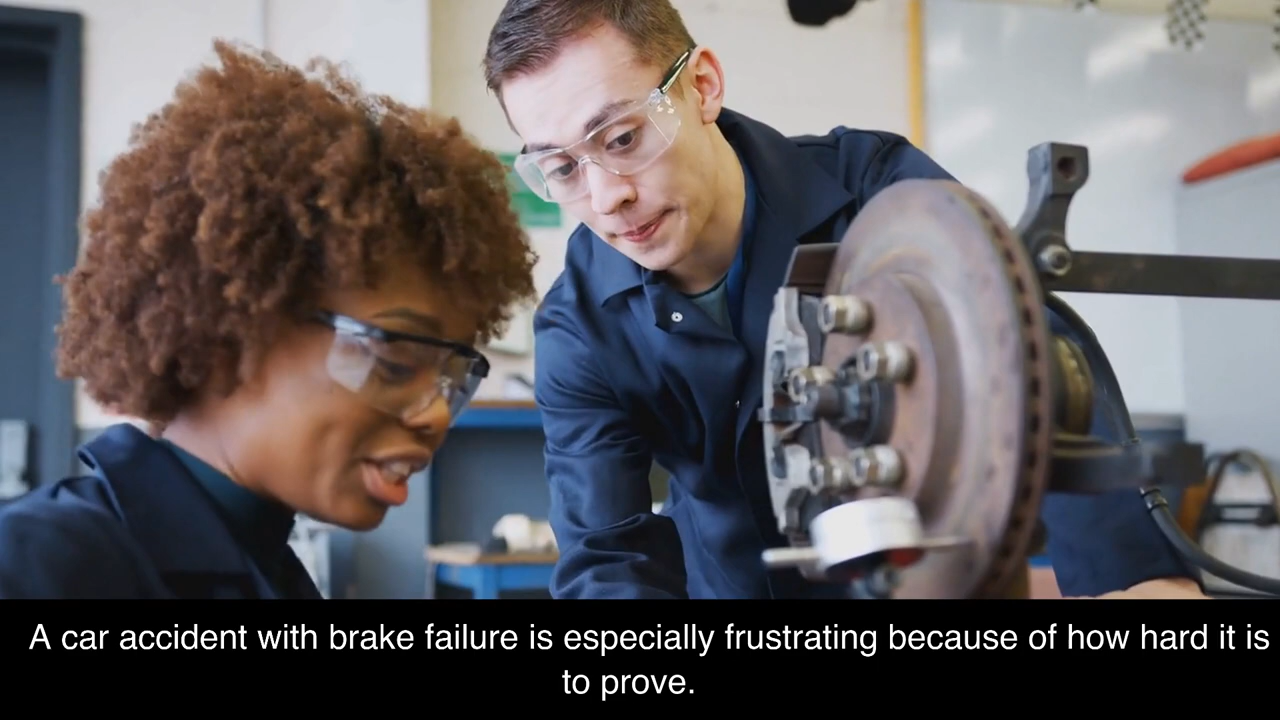 A car accident with brake failure is especially frustrating because of how hard it is
to prove.